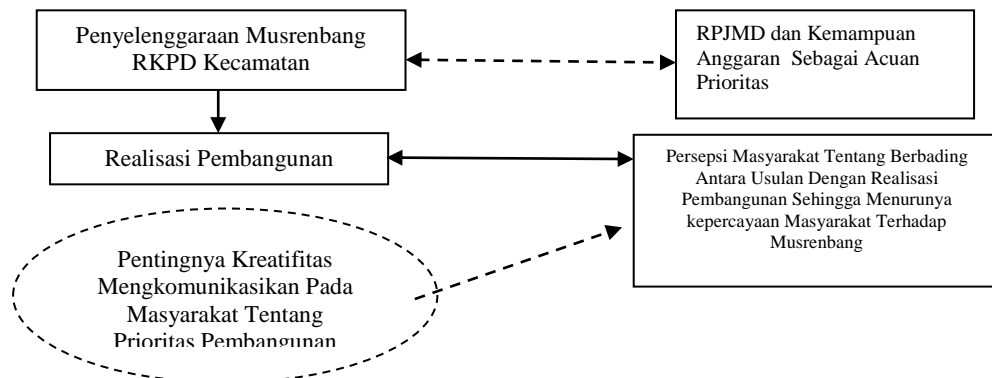 Penyelenggaraan Musrenbang
RKPD Kecamatan
RPJMD dan Kemampuan
Anggaran Sebagai Acuan
Prioritas
Realisasi Pembangunan
Persepsi Masyarakat Tentang Berbading
Antara Usulan Dengan Realisasi
Pembangunan Sehingga Menurunya
kepercayaan Masyarakat Terhadap
Musrenbang
Pentingnya Kreatifitas
Mengkomunikasikan Pada
Masyarakat Tentang
Prioritas Pembangunan